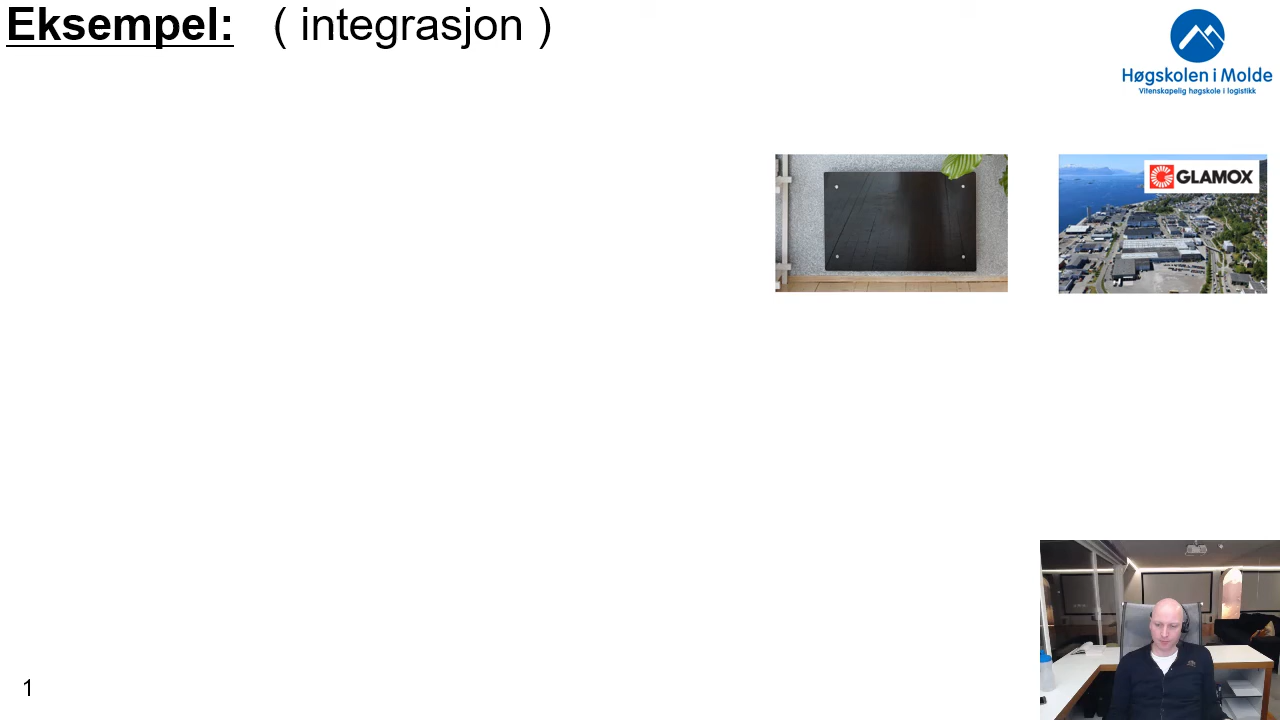 Eksempel: ( integrasjon )
Høgskolen i Molde
Vitenskapelig høgskole i logistikk
GLAMOX
1